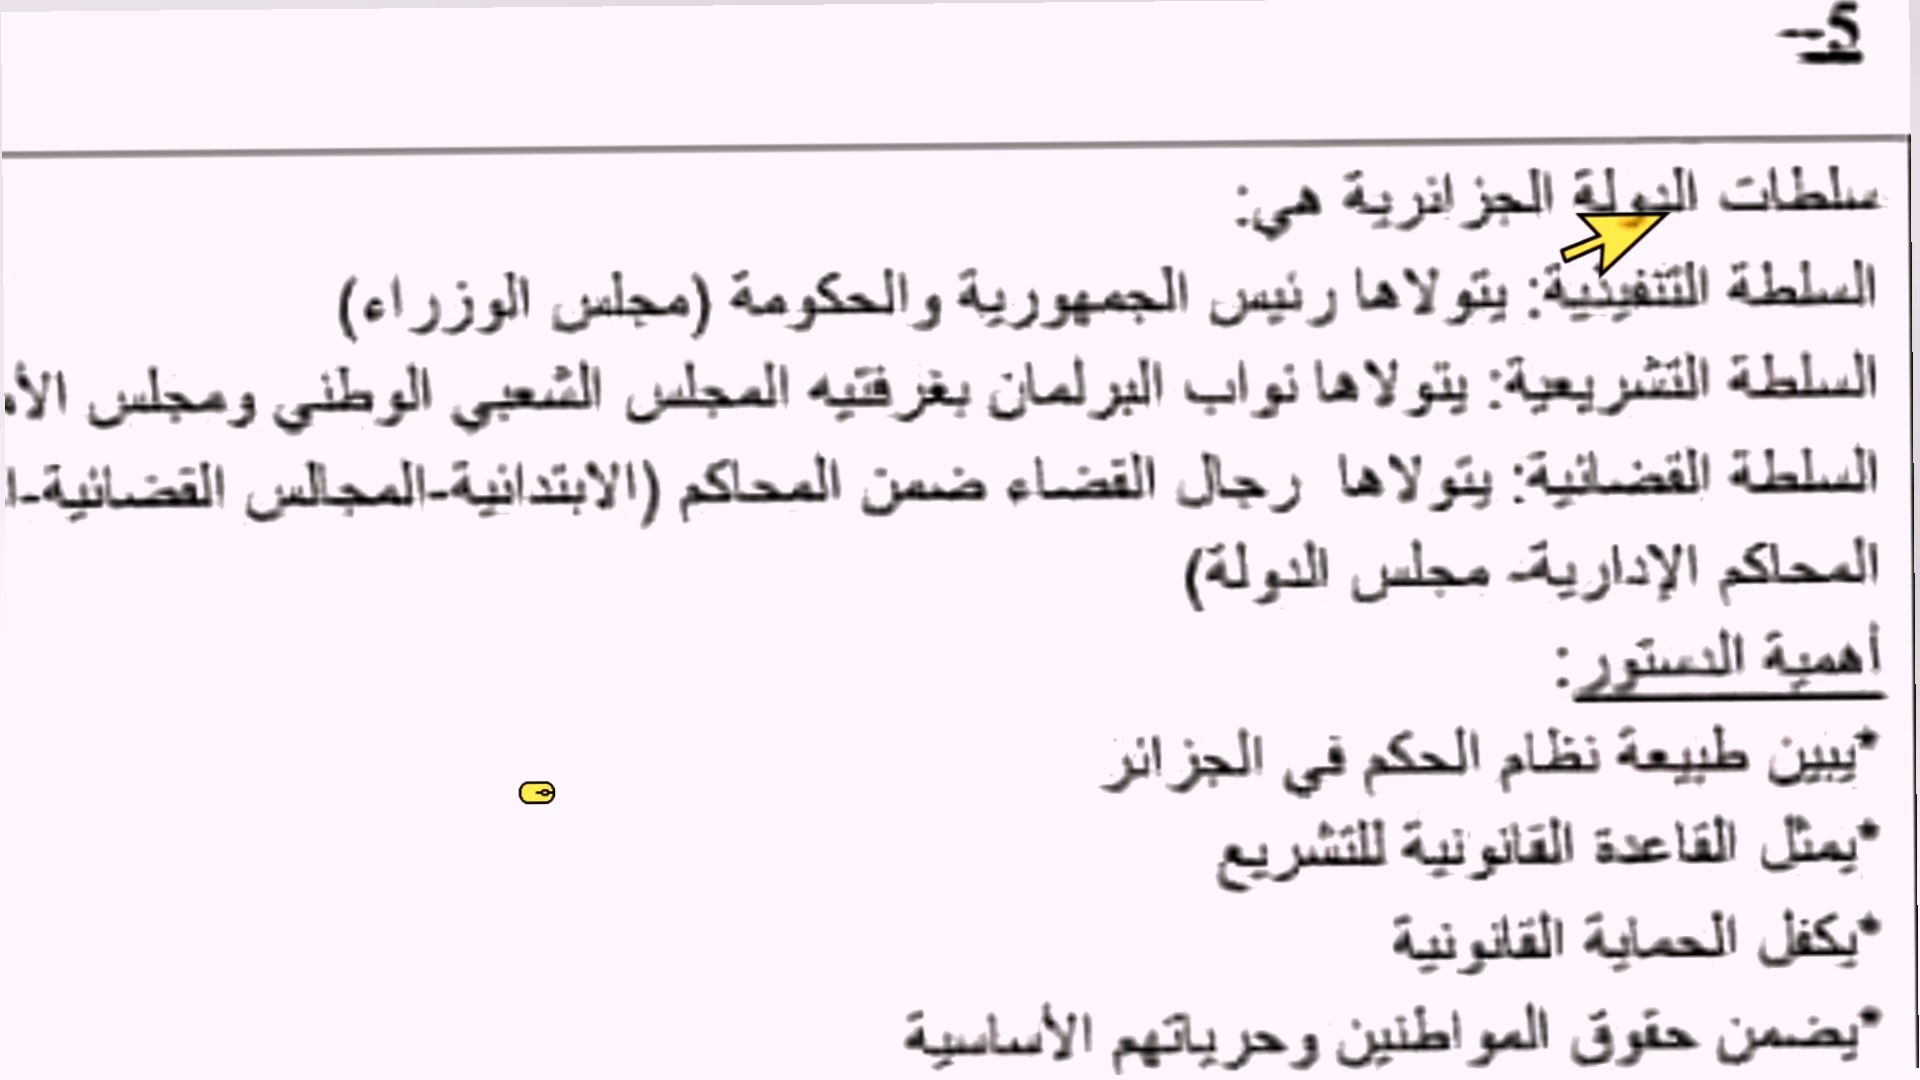 5.–
سلطات الدولة الجزائرية هي:
السلطة التنفيذية: يتولاها رئيس الجمهورية والحكومة (مجلس الوزراء)
السلطة التشريعية: يتولاها نواب البرلمان بغرفتيه المجلس الشعبي الوطني ومجلس
السلطة القضائية: يتولاها رجال القضاء ضمن المحاكم (الابتدائية-المجالس القضائية-
المحاكم الإدارية- مجلس الدولة)
أهمية الدستور:
*يبين طبيعة نظام الحكم في الجزائر
*يمثل القاعدة القانونية للتشريع
*يكفل الحماية القانونية
*يضمن حقوق المواطنين وحرياتهم الأساسية